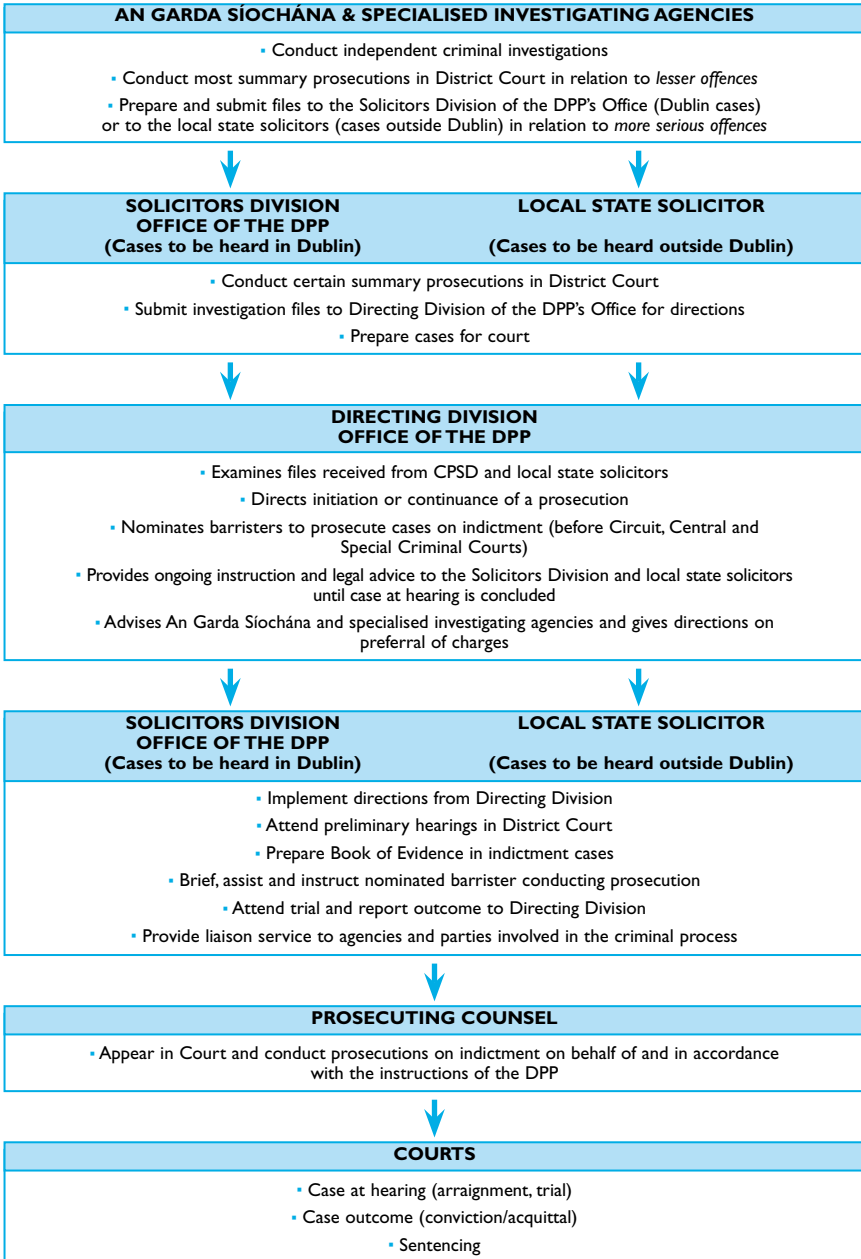 AN GARDA SÍOCHÁNA & SPECIALISED INVESTIGATING AGENCIES
▪ Conduct independent criminal investigations
▪ Conduct most summary prosecutions in District Court in relation to lesser offences
▪ Prepare and submit files to the Solicitors Division of the DPP's Office (Dublin cases)
or to the local state solicitors (cases outside Dublin) in relation to more serious offences
SOLICITORS DIVISION
OFFICE OF THE DPP
(Cases to be heard in Dublin)
LOCAL STATE SOLICITOR
(Cases to be heard outside Dublin)
▪ Conduct certain summary prosecutions in District Court
▪ Submit investigation files to Directing Division of the DPP's Office for directions
▪ Prepare cases for court
DIRECTING DIVISION
OFFICE OF THE DPP
▪ Examines files received from CPSD and local state solicitors
▪ Directs initiation or continuance of a prosecution
▪ Nominates barristers to prosecute cases on indictment (before Circuit, Central and
Special Criminal Courts)
▪ Provides ongoing instruction and legal advice to the Solicitors Division and local state solicitors
until case at hearing is concluded
▪ Advises An Garda Síochána and specialised investigating agencies and gives directions on
preferral of charges
SOLICITORS DIVISION
OFFICE OF THE DPP
(Cases to be heard in Dublin)
LOCAL STATE SOLICITOR
(Cases to be heard outside Dublin)
▪ Implement directions from Directing Division
▪ Attend preliminary hearings in District Court
▪ Prepare Book of Evidence in indictment cases
▪ Brief, assist and instruct nominated barrister conducting prosecution
▪ Attend trial and report outcome to Directing Division
▪ Provide liaison service to agencies and parties involved in the criminal process
PROSECUTING COUNSEL
▪ Appear in Court and conduct prosecutions on indictment on behalf of and in accordance
with the instructions of the DPP
COURTS
▪ Case at hearing (arraignment, trial)
▪ Case outcome (conviction/acquittal)
▪ Sentencing